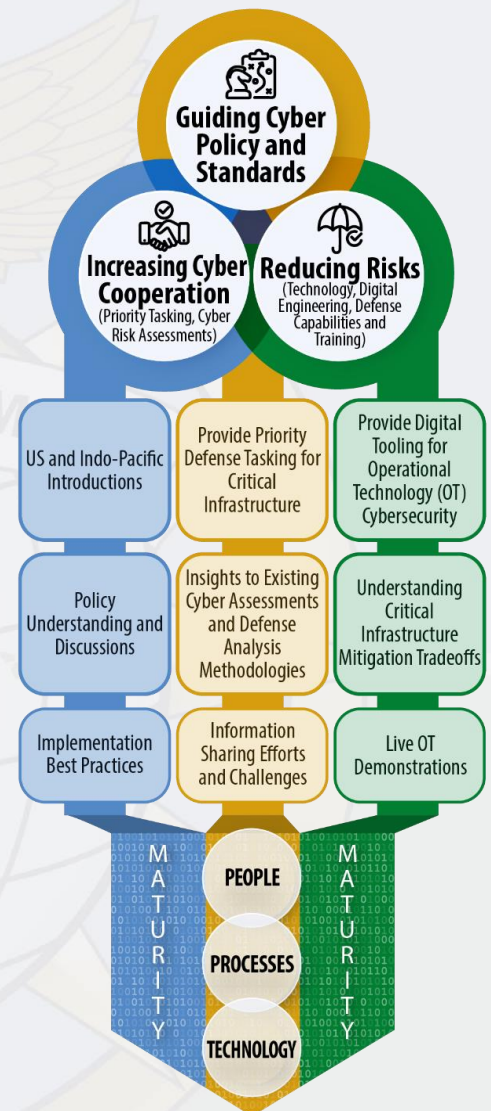 Guiding Cyber
Policy and
Standards
Increasing Cyber
Cooperation
(Priority Tasking, Cyber
Risk Assessments)
Reducing Risks
(Technology, Digital
Engineering, Defense
Capabilities and
Training)
US and Indo-Pacific
Introductions
Provide Priority
Defense Tasking for
Critical
Infrastructure
Provide Digital
Tooling for
Operational
Technology (OT)
Cybersecurity
Policy
Understanding and
Discussions
Insights to Existing
Cyber Assessments
and Defense
Analysis
Methodologies
Understanding
Critical
Infrastructure
Mitigation Tradeoffs
Implementation
Best Practices
Information
Sharing Efforts
and Challenges
Live OT
Demonstrations
MATURITY
PEOPLE
PROCESSES
TECHNOLOGY
MATURITY